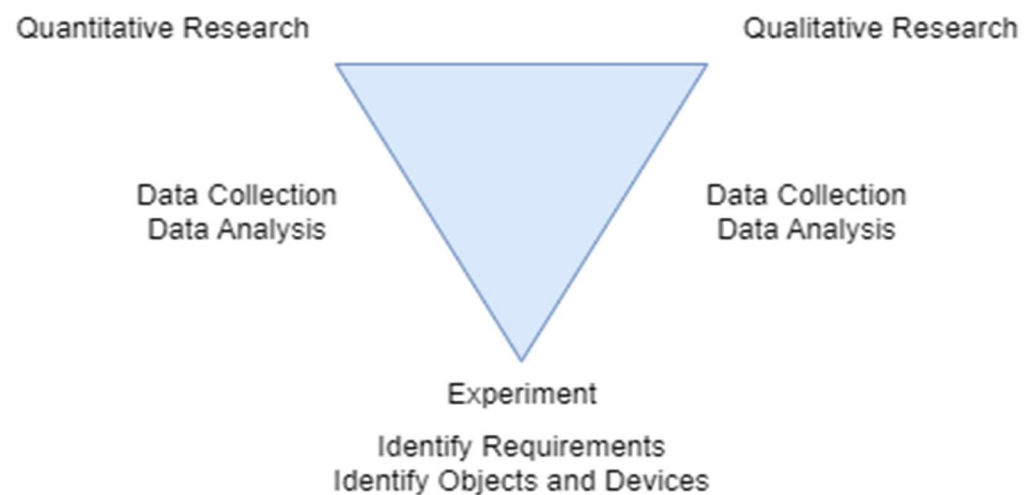 Quantitative Research
Qualitative Research
Data Collection
Data Analysis
Data Collection
Data Analysis
Experiment
Identify Requirements
Identify Objects and Devices